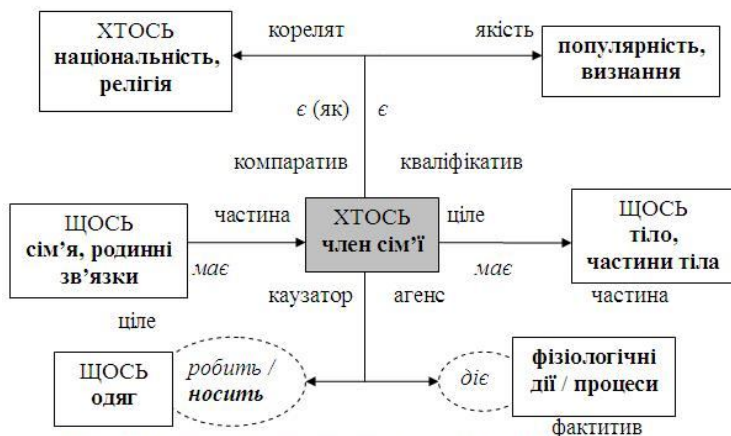 ХТОСЬ
національність,
релігія
корелят
якість
популярність,
визнання
є (як)
є
компаратив
кваліфікатив
ЩОСЬ
сім’я, родинні
зв’язки
частина
має
ХТОСЬ
член сім’ї
ціле
має
ЩОСЬ
тіло,
частини тіла
каузатор
агенс
частина
ціле
ЩОСЬ
одяг
робить /
носить
діє
фізіологічні
дії / процеси
фактитив